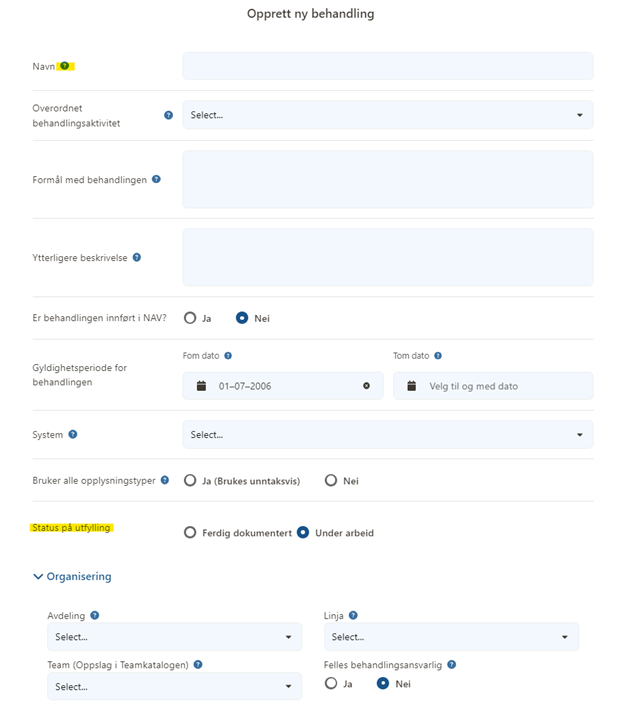 Opprett ny behandling
Navn
Overordnet
behandlingsaktivitet
Select...
Formål med behandlingen
Ytterligere beskrivelse
Er behandlingen innført i NAV?
Ja
Nei
Gyldighetsperiode for
behandlingen
Fom dato
Tom dato
01–07–2006
Velg til og med dato
System
Select...
Bruker alle opplysningstyper
Ja (Brukes unntaksvis)
Nei
Status på utfylling
Ferdig dokumentert
Under arbeid
Organisering
Avdeling
Linja
Select...
Select...
Team (Oppslag i Teamkatalogen)
Felles behandlingsansvarlig
Select...
Ja
Nei